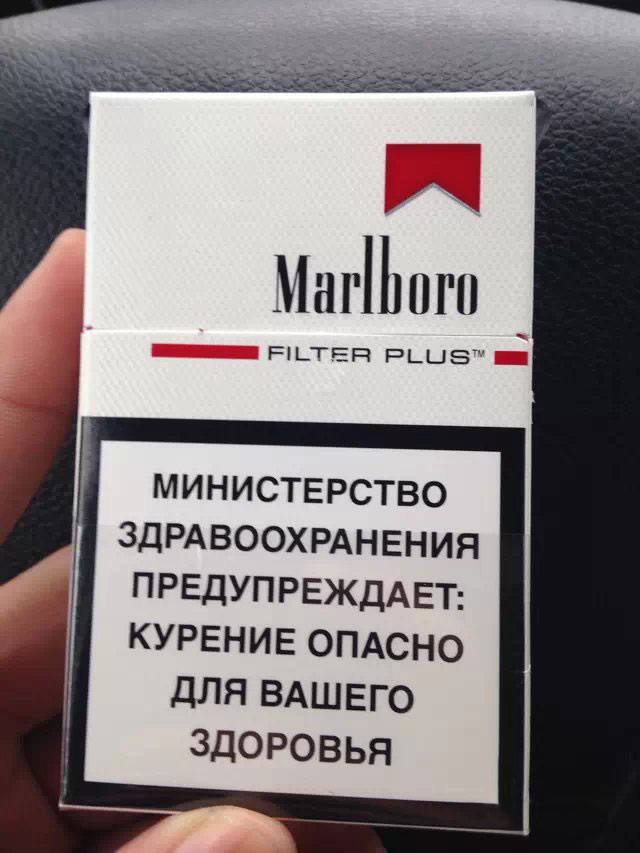 Marlboro
FILTER PLUS™
МИНИСТЕРСТВО
ЗДРАВООХРАНЕНИЯ
ПРЕДУПРЕЖДАЕТ:
КУРЕНИЕ ОПАСНО
ДЛЯ ВАШЕГО
ЗДОРОВЬЯ